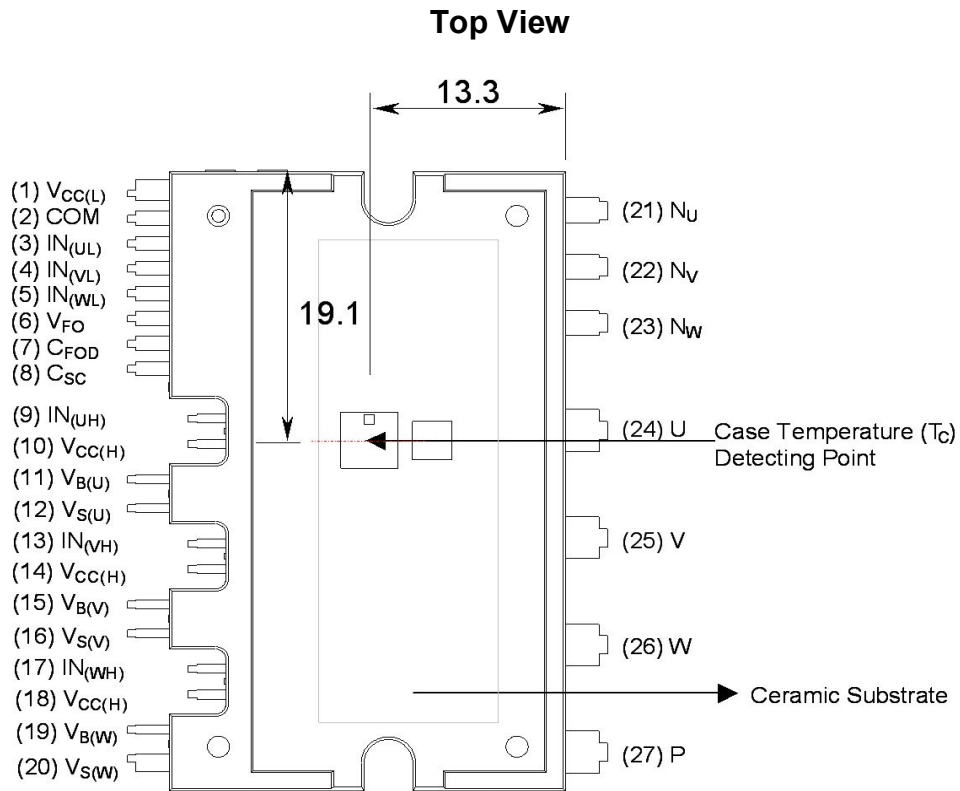 Top View
13.3
19.1
(1) VCC(L)
(2) COM
(3) IN(UL)
(4) IN(VL)
(5) IN(WL)
(6) VFO
(7) CFOD
(8) CSC
(9) IN(UH)
(10) VCC(H)
(11) VB(U)
(12) VS(U)
(13) IN(VH)
(14) VCC(H)
(15) VB(V)
(16) VS(V)
(17) IN(WH)
(18) VCC(H)
(19) VB(W)
(20) VS(W)
(21) NU
(22) NV
(23) NW
(24) U
Case Temperature (TC)
Detecting Point
(25) V
(26) W
Ceramic Substrate
(27) P